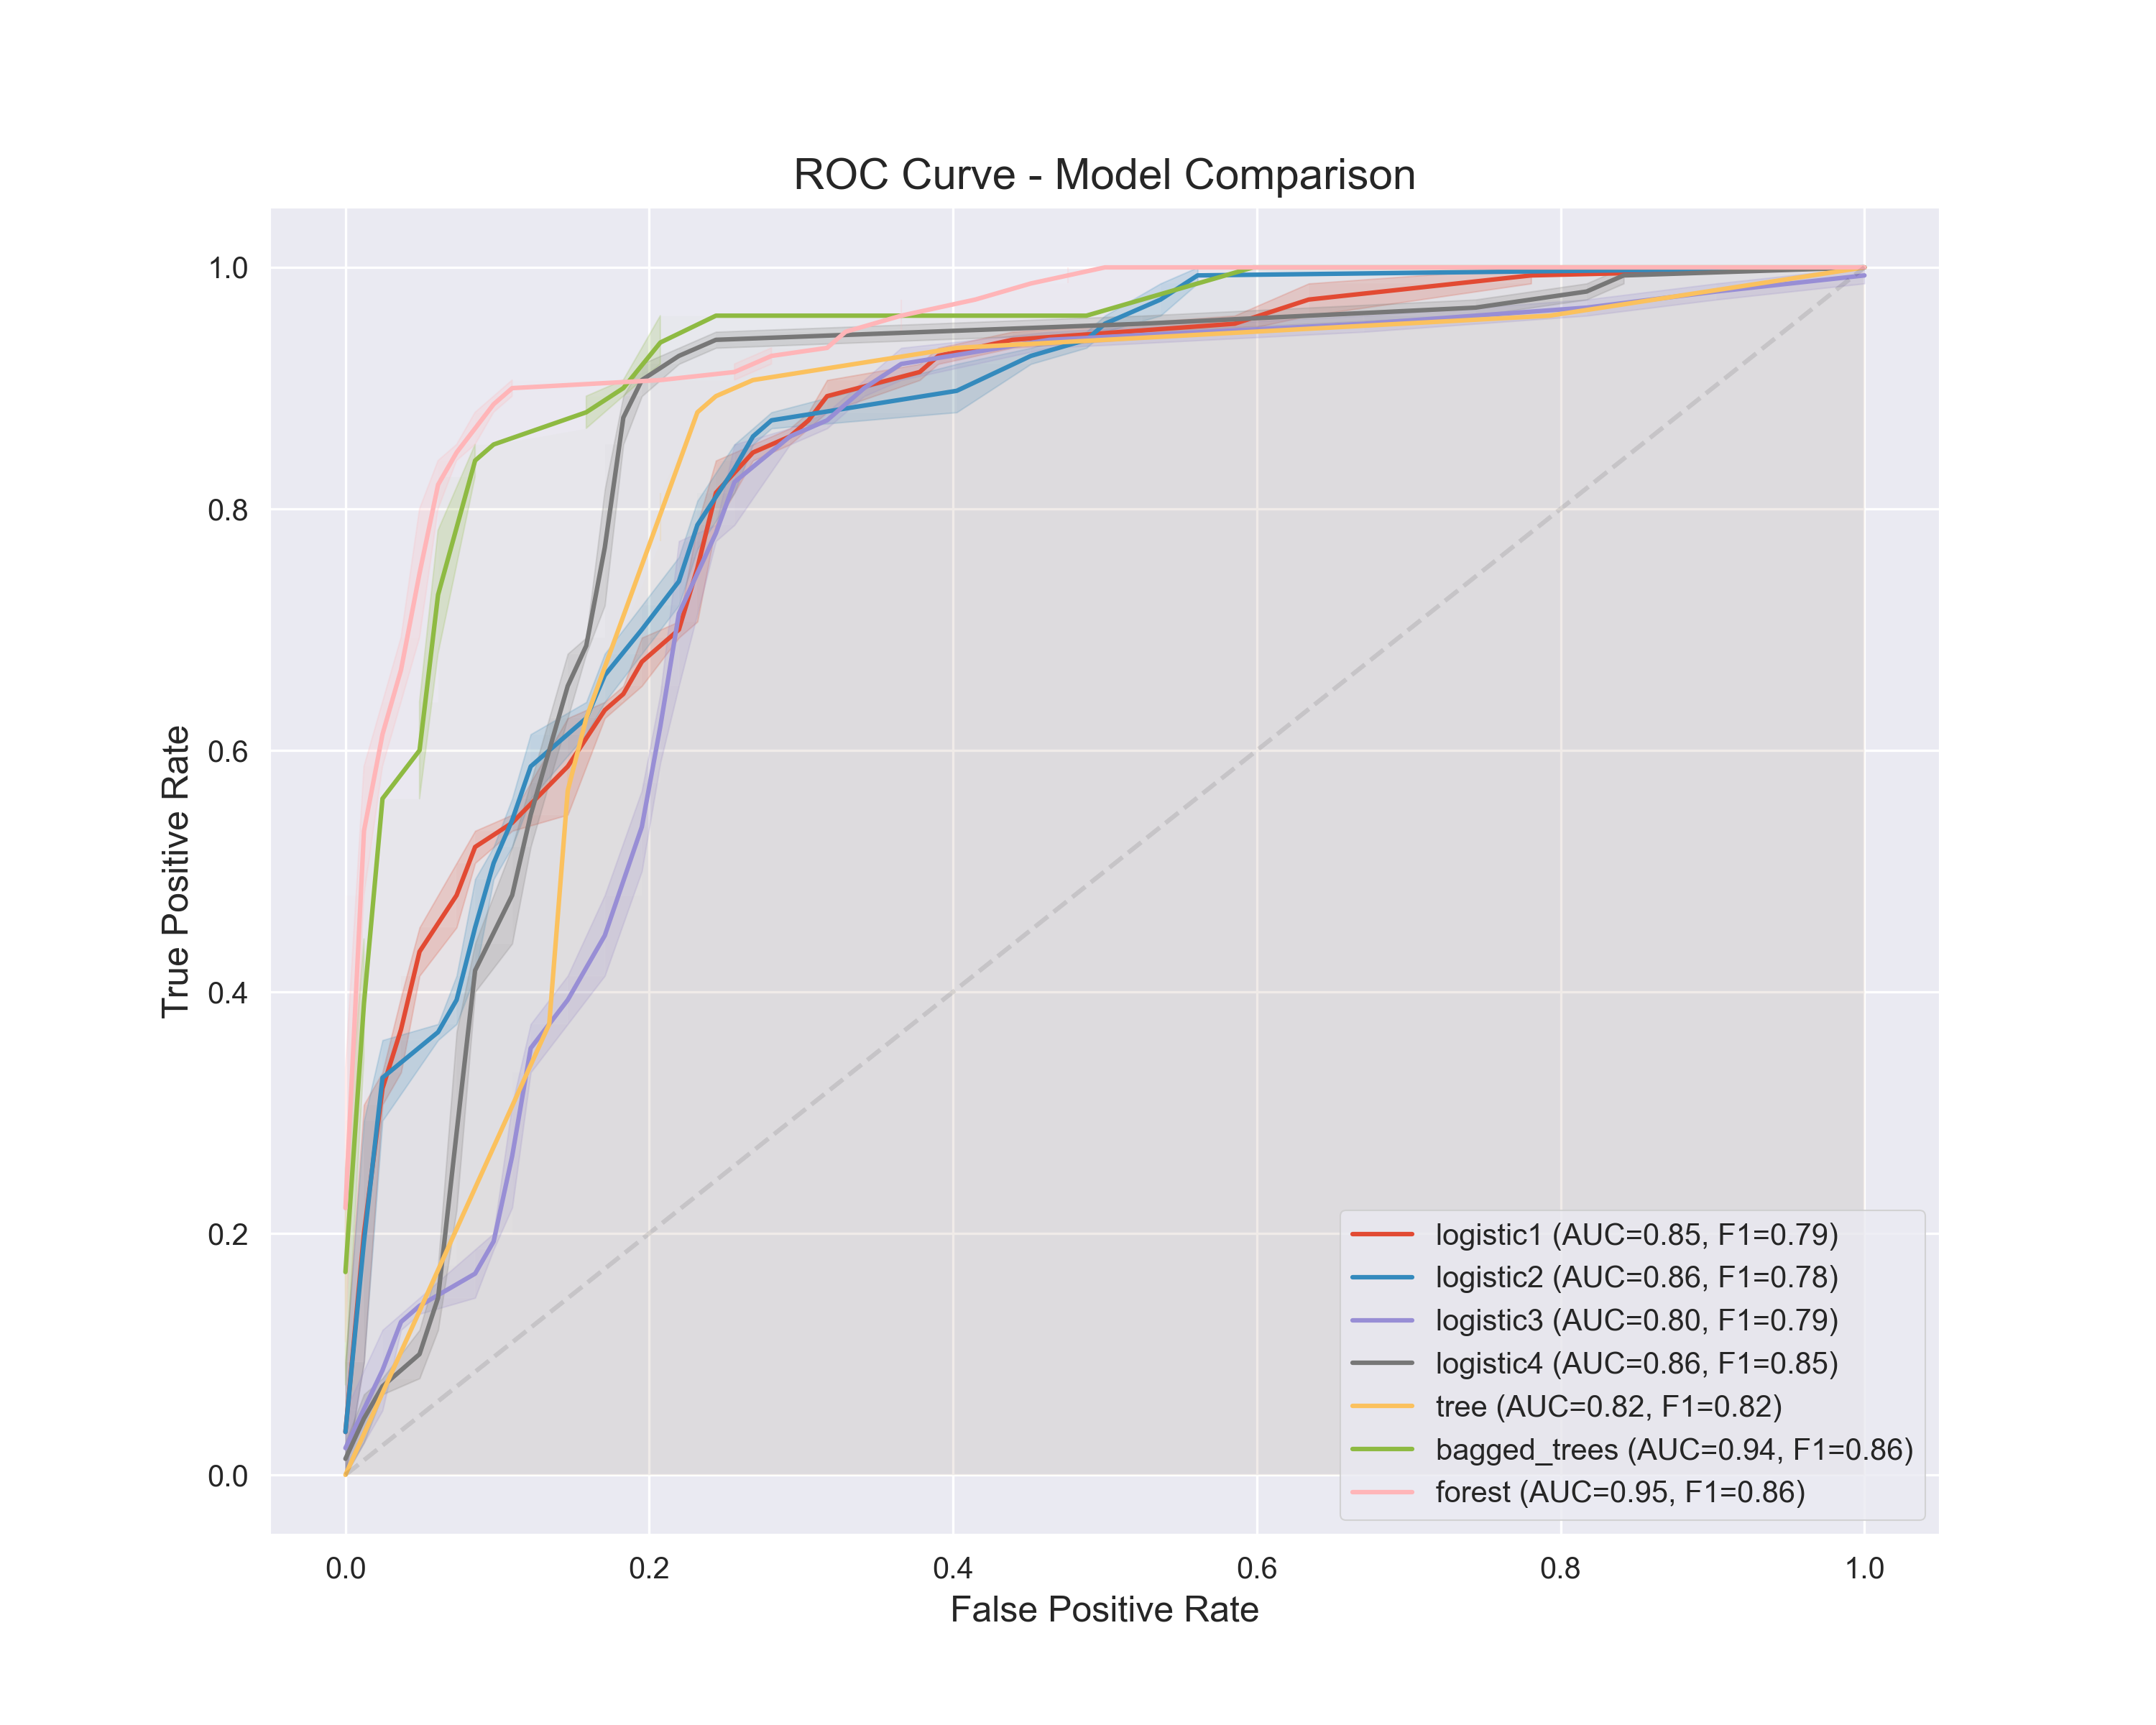 ROC Curve - Model Comparison
1.0
0.8
0.6
0.4
0.2
0.0
True Positive Rate
0.0 0.2 0.4 0.6 0.8 1.0
False Positive Rate
logistic1 (AUC=0.85, F1=0.79)
logistic2 (AUC=0.86, F1=0.78)
logistic3 (AUC=0.80, F1=0.79)
logistic4 (AUC=0.86, F1=0.85)
tree (AUC=0.82, F1=0.82)
bagged_trees (AUC=0.94, F1=0.86)
forest (AUC=0.95, F1=0.86)